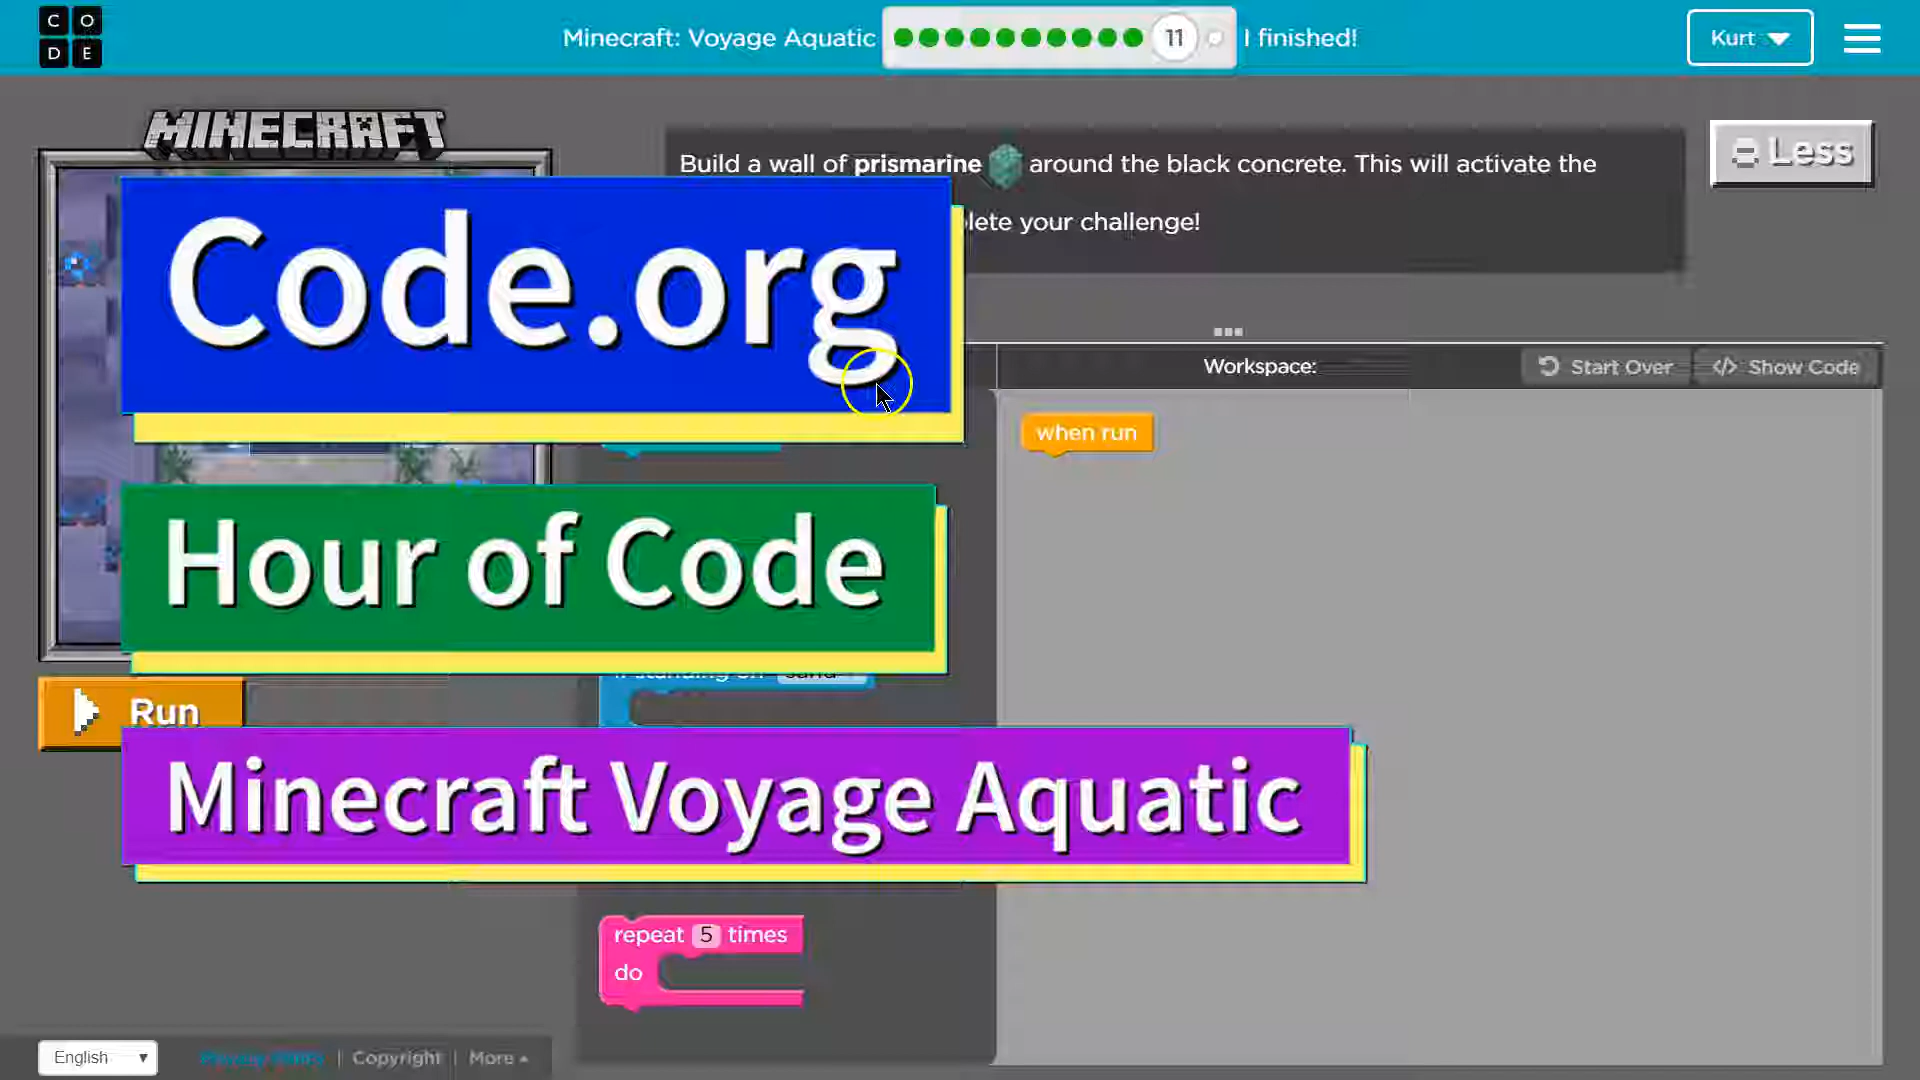 C O
D E
Minecraft: Voyage Aquatic
11
I finished!
Kurt
MINECRAFT
Build a wall of prismarine around the black concrete. This will activate the
lete your challenge!
Less
Code.org
Workspace:
Start Over
Show Code
when run
Hour of Code
standing on
Run
Minecraft Voyage Aquatic
repeat 5 times
do
English
| Copyright | More